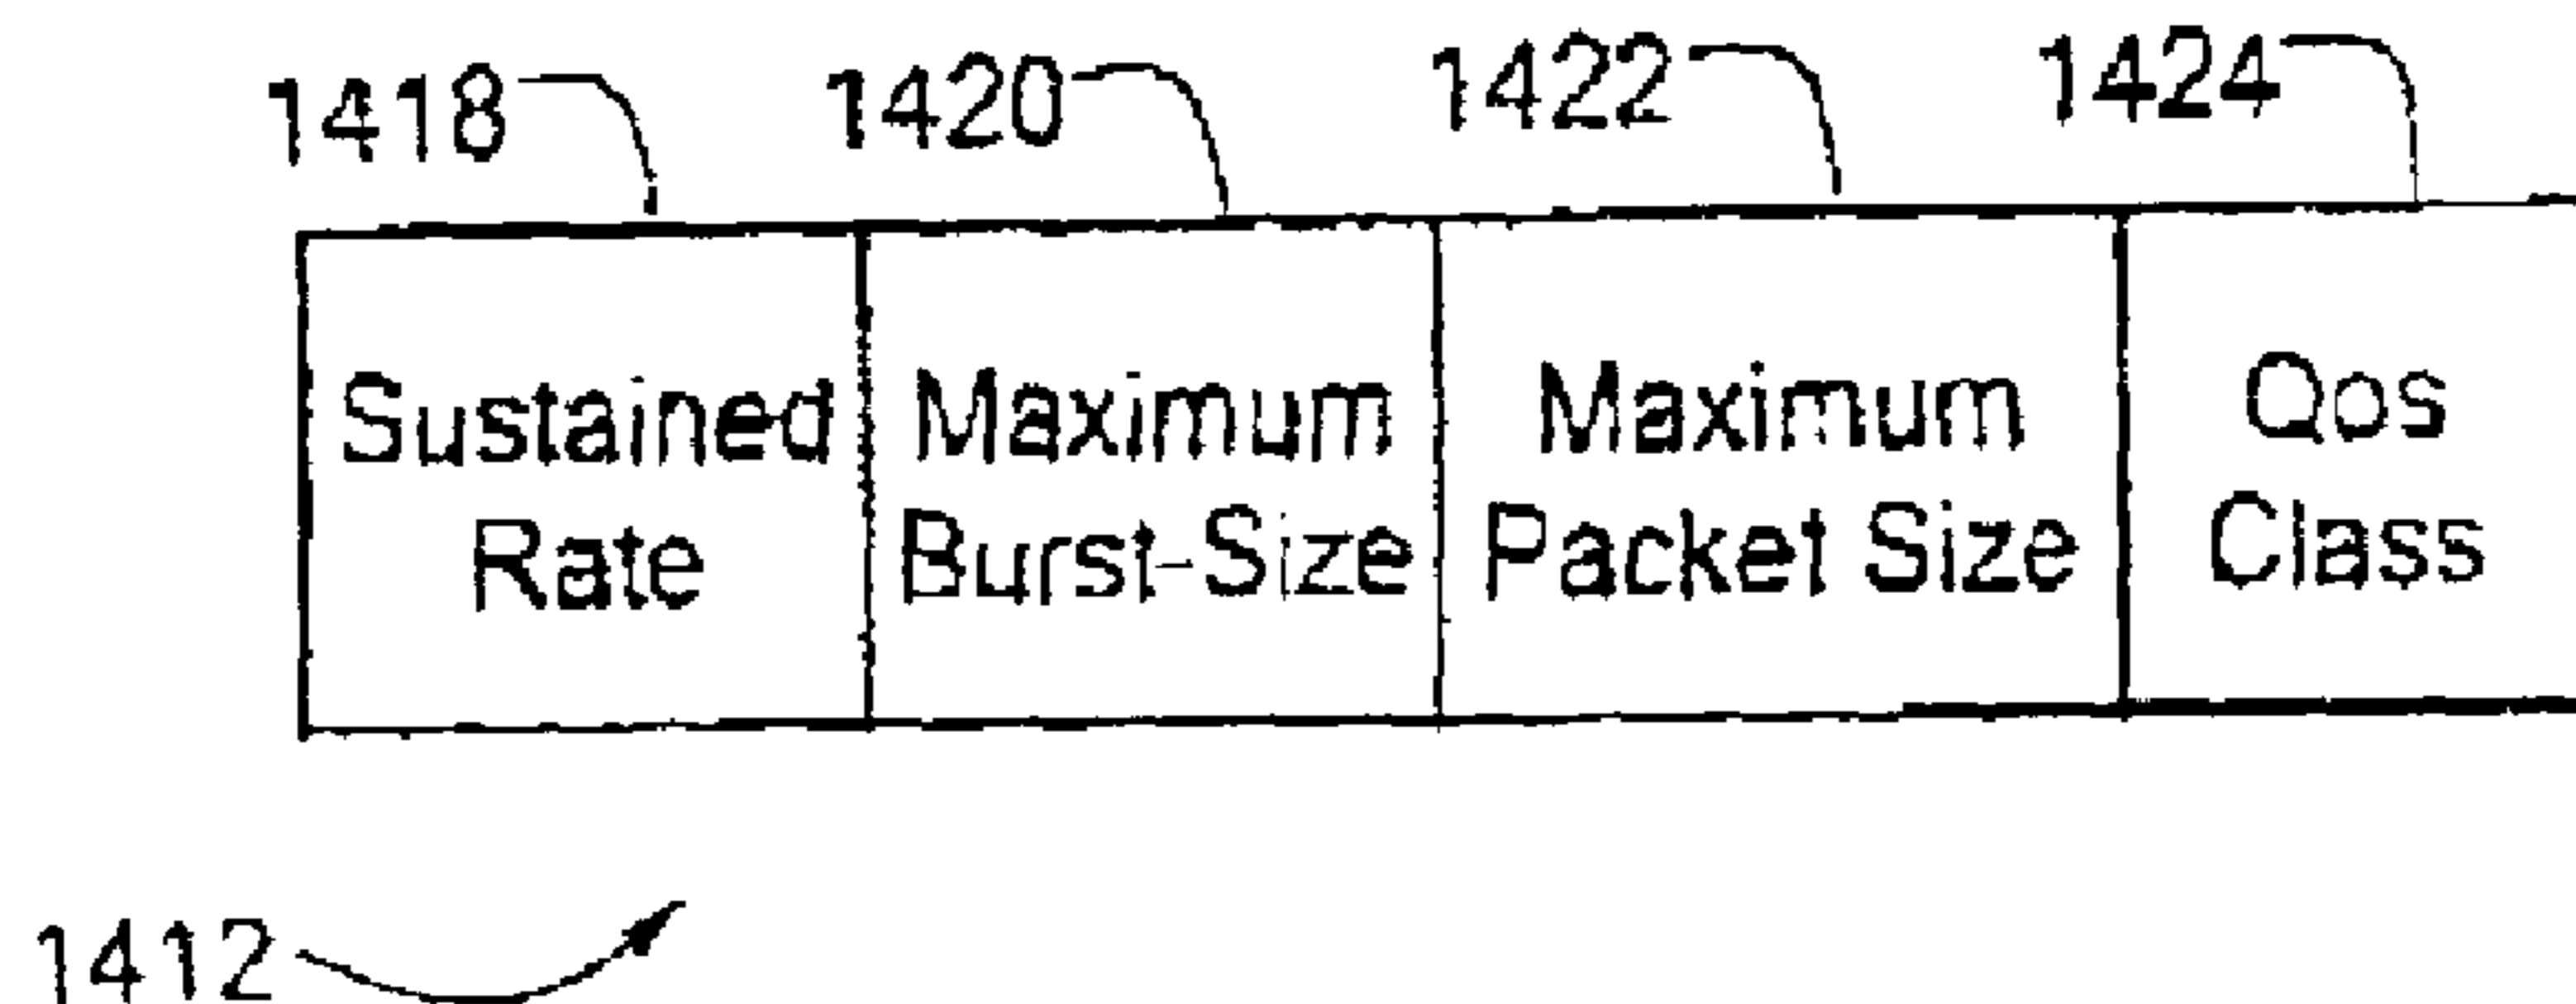 1418 1420 1422 1424
Sustained Maximum Maximum Qos
Rate Burst-Size Packet Size Class
1412